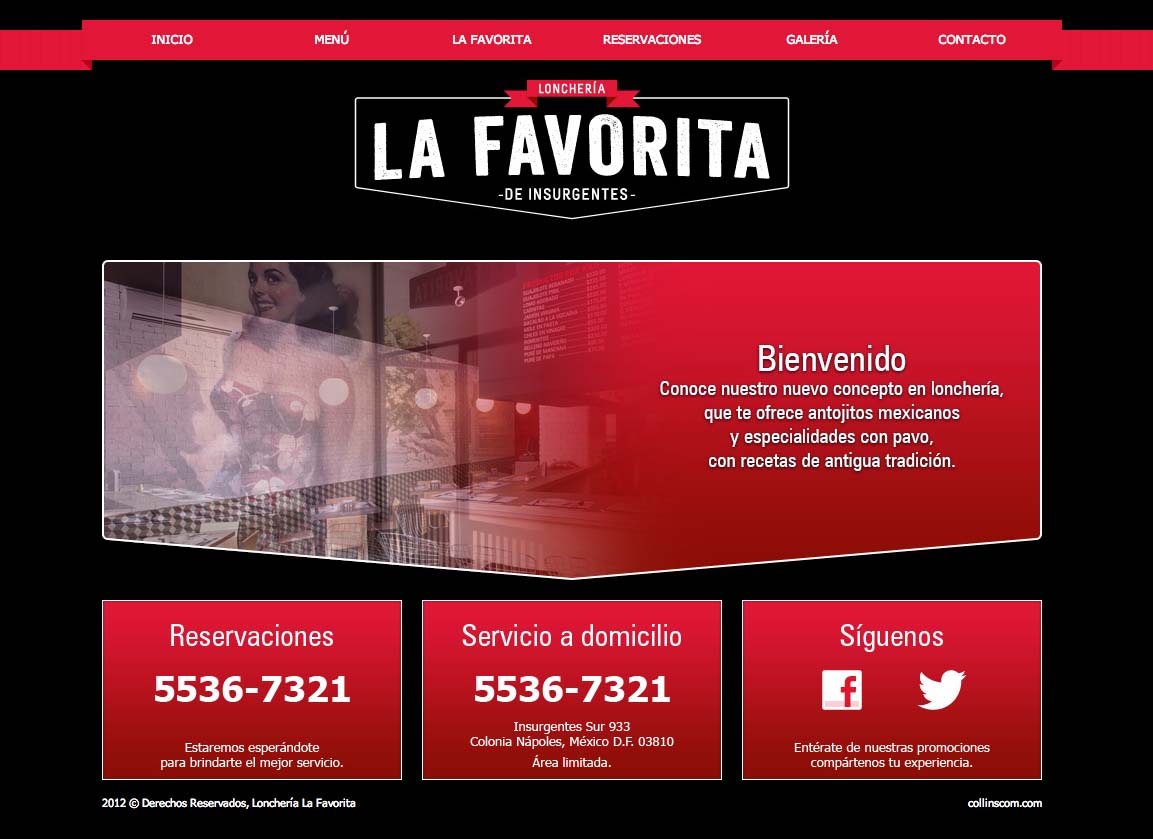 INICIO
MENÚ
LA FAVORITA
RESERVACIONES
GALERÍA
CONTACTO
LONCHERÍA
LA FAVORITA
-DE INSURGENTES-
Bienvenido
Conoce nuestro nuevo concepto en lonchería,
que te ofrece antojitos mexicanos
y especialidades con pavo,
con recetas de antigua tradición.
Reservaciones
5536-7321
Estaremos esperándote
para brindarte el mejor servicio.
Servicio a domicilio
5536-7321
Insurgentes Sur 933
Colonia Nápoles, México D.F. 03810
Área limitada.
Síguenos
Entérate de nuestras promociones
compártenos tu experiencia.
2012 © Derechos Reservados, Lonchería La Favorita
collinscom.com